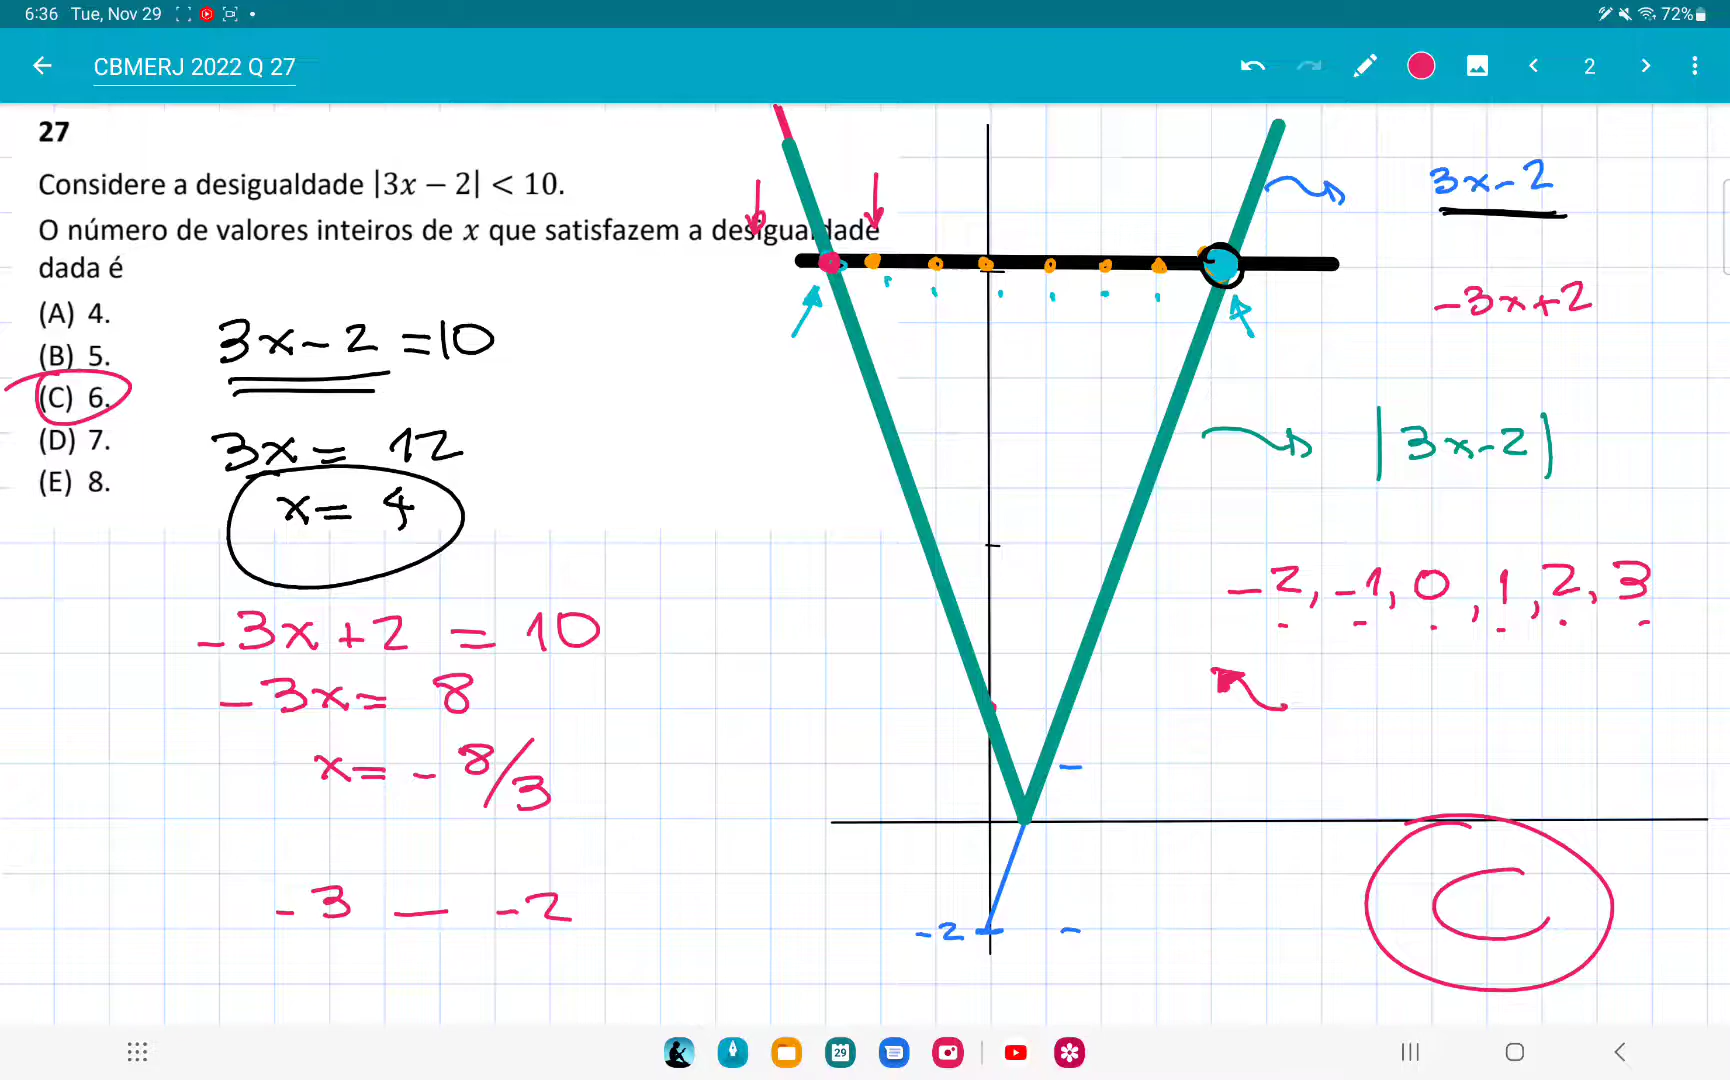 6:36 Tue, Nov 29
72%
CBMERJ 2022 Q 27
2
27
Considere a desigualdade |3x − 2| < 10.
O número de valores inteiros de x que satisfazem a desigualdade
dada é
(A) 4.
(B) 5.
(C) 6.
(D) 7.
(E) 8.
3x-2 =10
3x = 12
x= 4
-3x+2 = 10
-3x= 8
x= - 8/3
-3 — -2
3x-2
-3x+2
|3x-2|
-2, -1, 0, 1, 2, 3
-2
C
29